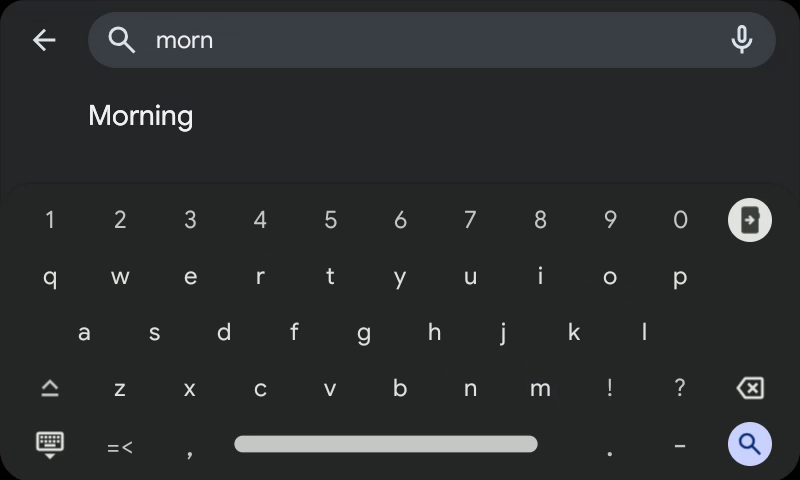 morn
Morning
1 2 3 4 5 6 7 8 9 0
q w e r t y u i o p
a s d f g h j k l
z x c v b n m ! ?
=< , . -